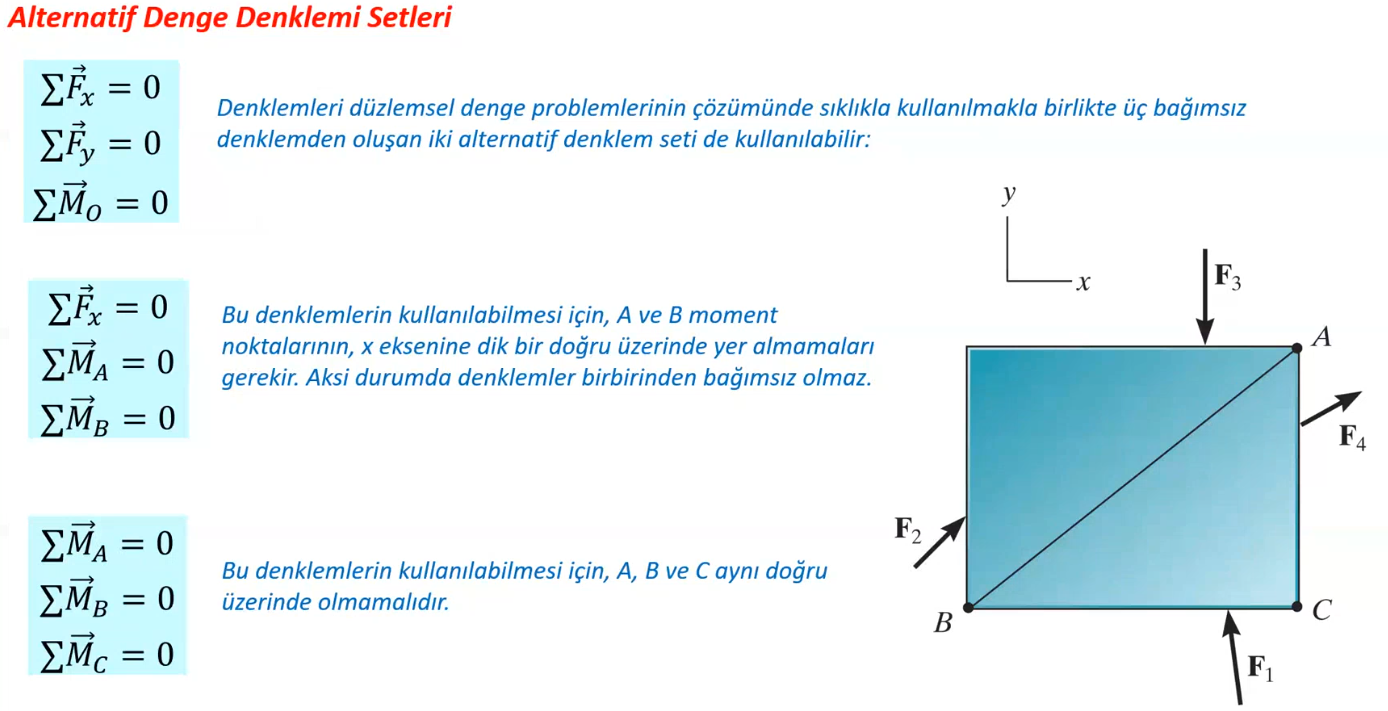 Alternatif Denge Denklemi Setleri
∑F⃗x = 0
∑F⃗y = 0
∑M⃗O = 0
Denklemleri düzlemsel denge problemlerinin çözümünde sıklıkla kullanılmakla birlikte üç bağımsız
denklemden oluşan iki alternatif denklem seti de kullanılabilir:
∑F⃗x = 0
∑M⃗A = 0
∑M⃗B = 0
Bu denklemlerin kullanılabilmesi için, A ve B moment
noktalarının, x eksenine dik bir doğru üzerinde yer almamaları
gerekir. Aksi durumda denklemler birbirinden bağımsız olmaz.
∑M⃗A = 0
∑M⃗B = 0
∑M⃗C = 0
Bu denklemlerin kullanılabilmesi için, A, B ve C aynı doğru
üzerinde olmamalıdır.
y
x
F3
A
F4
F2
B
C
F1